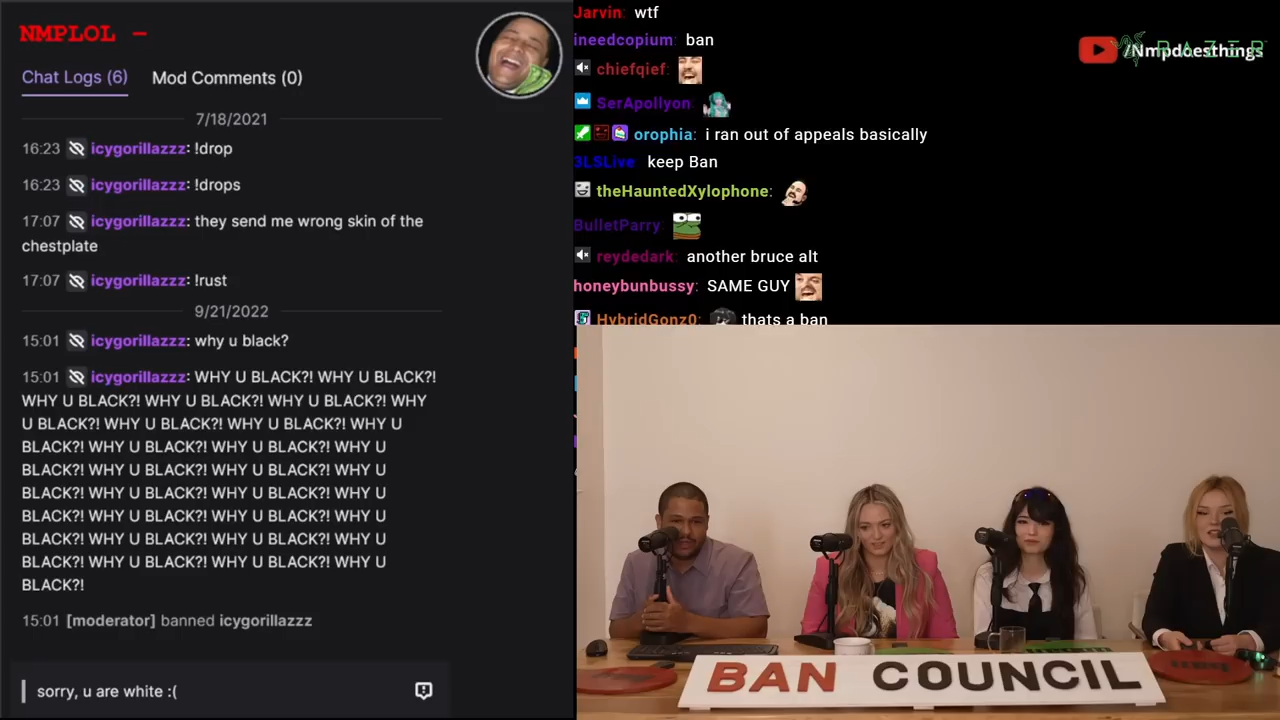 NMPLOL -
Chat Logs (6) Mod Comments (0)
7/18/2021
16:23 icygorillazzz: !drop
16:23 icygorillazzz: !drops
17:07 icygorillazzz: they send me wrong skin of the
chestplate
17:07 icygorillazzz: !rust
9/21/2022
15:01 icygorillazzz: why u black?
15:01 icygorillazzz: WHY U BLACK?! WHY U BLACK?!
WHY U BLACK?! WHY U BLACK?! WHY U BLACK?! WHY
U BLACK?! WHY U BLACK?! WHY U BLACK?! WHY U
BLACK?! WHY U BLACK?! WHY U BLACK?! WHY U
BLACK?! WHY U BLACK?! WHY U BLACK?! WHY U
BLACK?! WHY U BLACK?! WHY U BLACK?! WHY U
BLACK?! WHY U BLACK?! WHY U BLACK?! WHY U
BLACK?! WHY U BLACK?! WHY U BLACK?! WHY U
BLACK?! WHY U BLACK?! WHY U BLACK?! WHY U
BLACK?!
15:01 [moderator] banned icygorillazzz
sorry, u are white :(
Jarvin: wtf
ineedcopium: ban
chiefqief:
SerApollyon
orophia: i ran out of appeals basically
3LSLive keep Ban
theHauntedXylophone:
BulletParry
reydedark: another bruce alt
honeybunbussy: SAME GUY
HybridGonz0: thats a ban
/Nmpdoesthings
RAZER
BAN COUNCIL